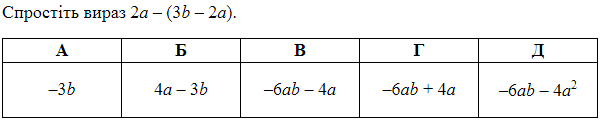 Спростіть вираз 2a – (3b – 2a).
А Б В Г Д
–3b 4a – 3b –6ab – 4a –6ab + 4a –6ab – 4a²